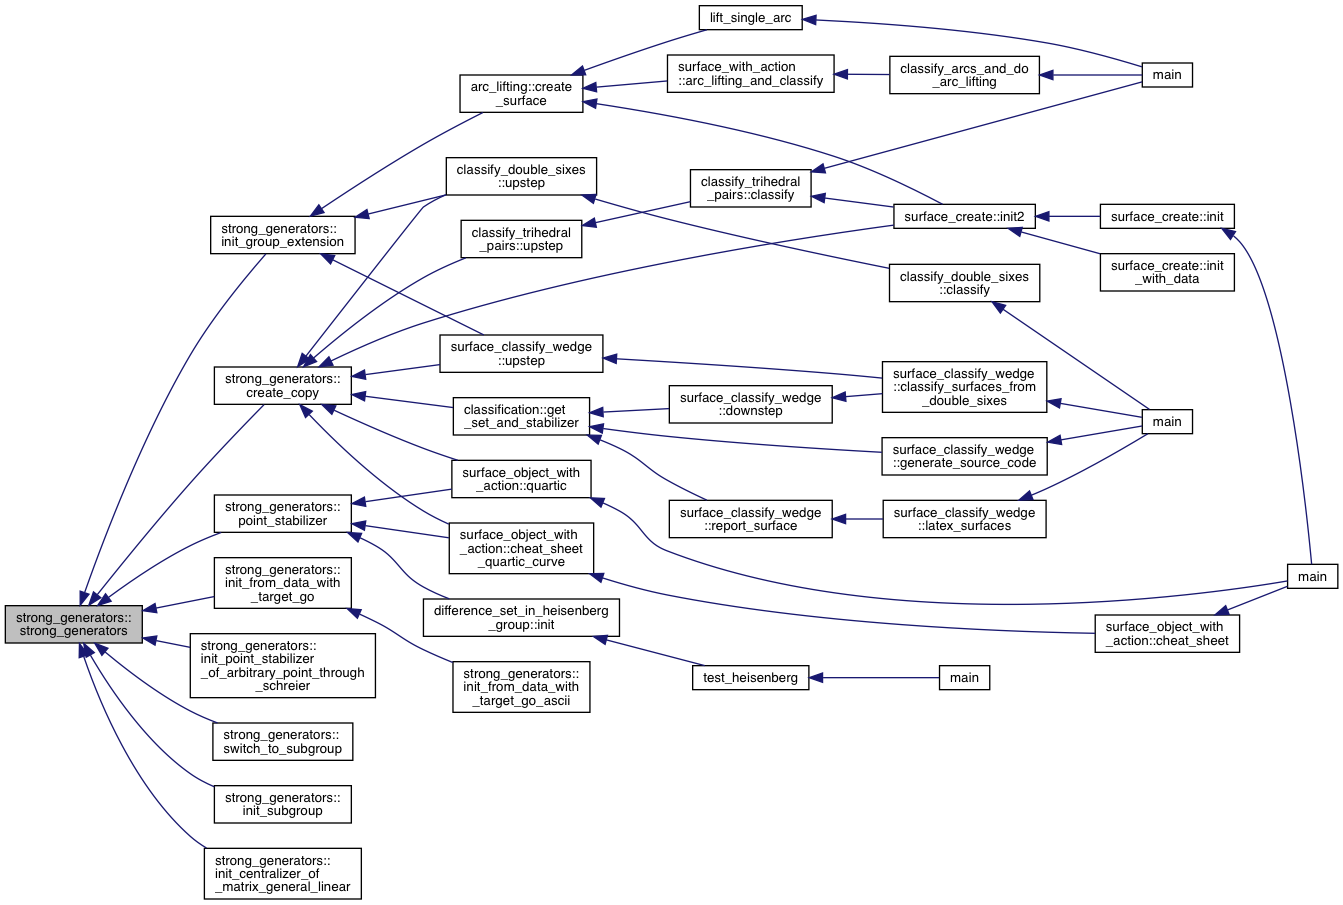 lift_single_arc
surface_with_action
::arc_lifting_and_classify
classify_arcs_and_do
_arc_lifting
main
arc_lifting::create
_surface
classify_double_sixes
::upstep
classify_trihedral
_pairs::classify
strong_generators::
init_group_extension
classify_trihedral
_pairs::upstep
surface_create::init2
surface_create::init
surface_create::init
_with_data
classify_double_sixes
::classify
surface_classify_wedge
::upstep
strong_generators::
create_copy
surface_classify_wedge
::classify_surfaces_from
_double_sixes
classification::get
_set_and_stabilizer
surface_classify_wedge
::downstep
main
surface_classify_wedge
::generate_source_code
surface_object_with
_action::quartic
strong_generators::
point_stabilizer
surface_classify_wedge
::report_surface
surface_classify_wedge
::latex_surfaces
surface_object_with
_action::cheat_sheet
_quartic_curve
strong_generators::
init_from_data_with
_target_go
main
strong_generators::
strong_generators
difference_set_in_heisenberg
_group::init
surface_object_with
_action::cheat_sheet
strong_generators::
init_point_stabilizer
_of_arbitrary_point_through
_schreier
strong_generators::
init_from_data_with
_target_go_ascii
test_heisenberg
main
strong_generators::
switch_to_subgroup
strong_generators::
init_subgroup
strong_generators::
init_centralizer_of
_matrix_general_linear